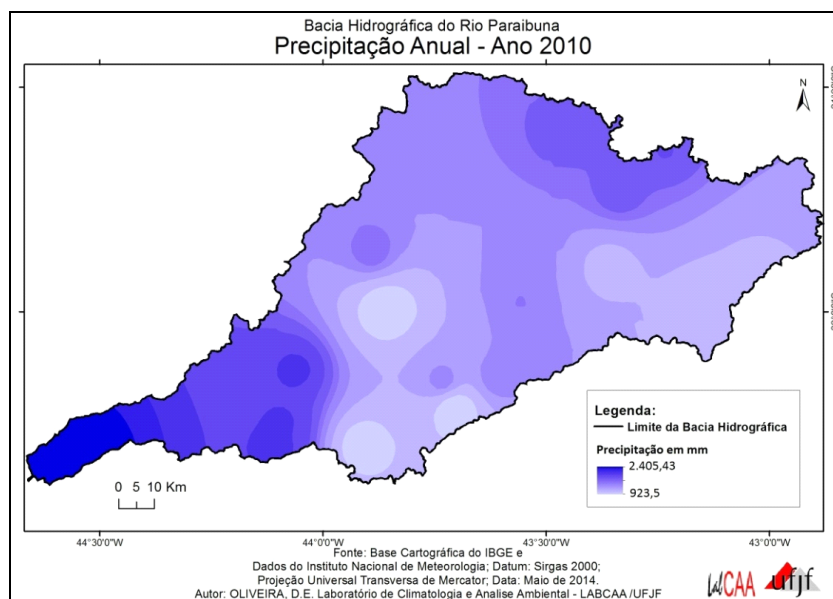 Bacia Hidrográfica do Rio Paraibuna
Precipitação Anual - Ano 2010
N
Legenda:
Limite da Bacia Hidrográfica
Precipitação em mm
2.405,43
923,5
0 5 10 Km
44°30'0"W 44°0'0"W 43°30'0"W 43°0'0"W
Fonte: Base Cartográfica do IBGE e
Dados do Instituto Nacional de Meteorologia; Datum: Sirgas 2000;
Projeção Universal Transversa de Mercator; Data: Maio de 2014.
Autor: OLIVEIRA, D.E. Laboratório de Climatologia e Analise Ambiental - LABCAA /UFJF
LabCAA
ufjf